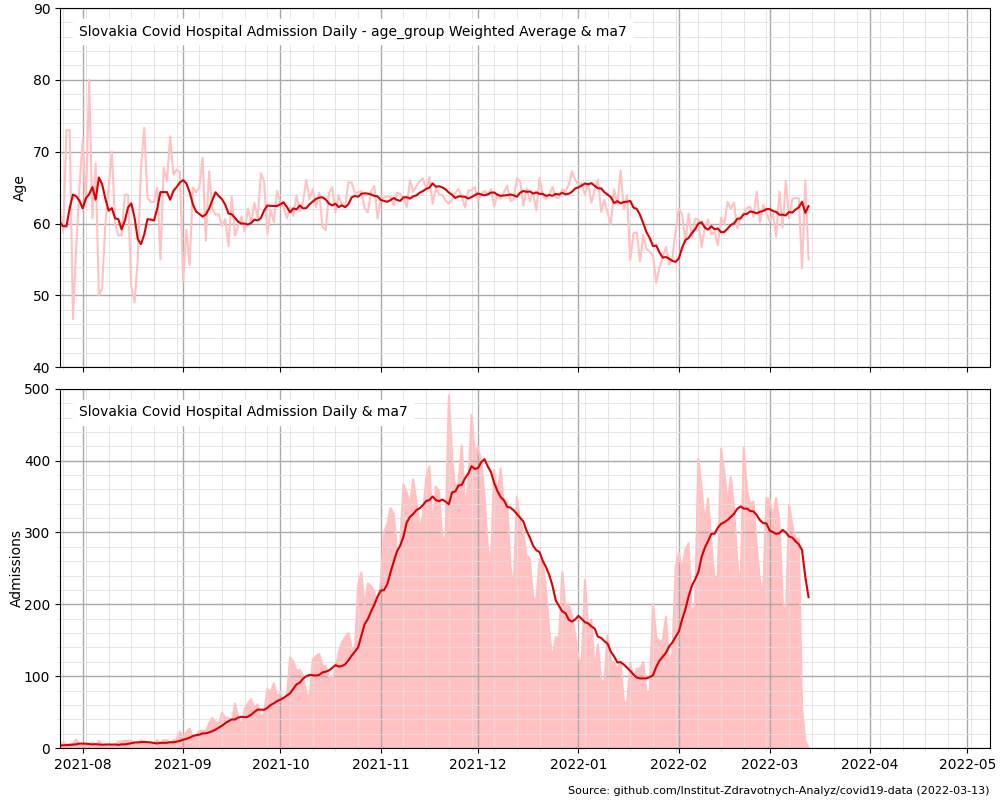 90
Slovakia Covid Hospital Admission Daily - age_group Weighted Average & ma7
80
70
Age
60
50
40
500
Slovakia Covid Hospital Admission Daily & ma7
400
300
Admissions
200
100
0
2021-08 2021-09 2021-10 2021-11 2021-12 2022-01 2022-02 2022-03 2022-04 2022-05
Source: github.com/Institut-Zdravotnych-Analyz/covid19-data (2022-03-13)